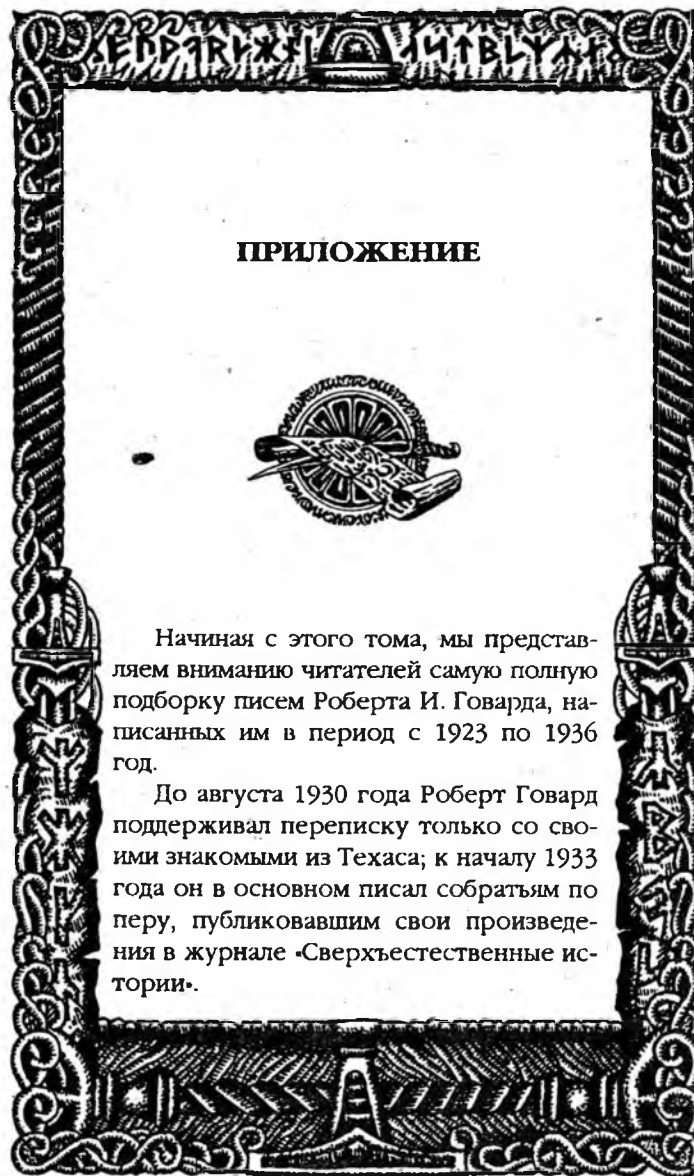 ПРИЛОЖЕНИЕ
Начиная с этого тома, мы представ-
ляем вниманию читателей самую полную
подборку писем Роберта И. Говарда, на-
писанных им в период с 1923 по 1936
год.
До августа 1930 года Роберт Говард
поддерживал переписку только со сво-
ими знакомыми из Техаса; к началу 1933
года он в основном писал собратьям по
перу, публиковавшим свои произведе-
ния в журнале «Сверхъестественные ис-
тории».